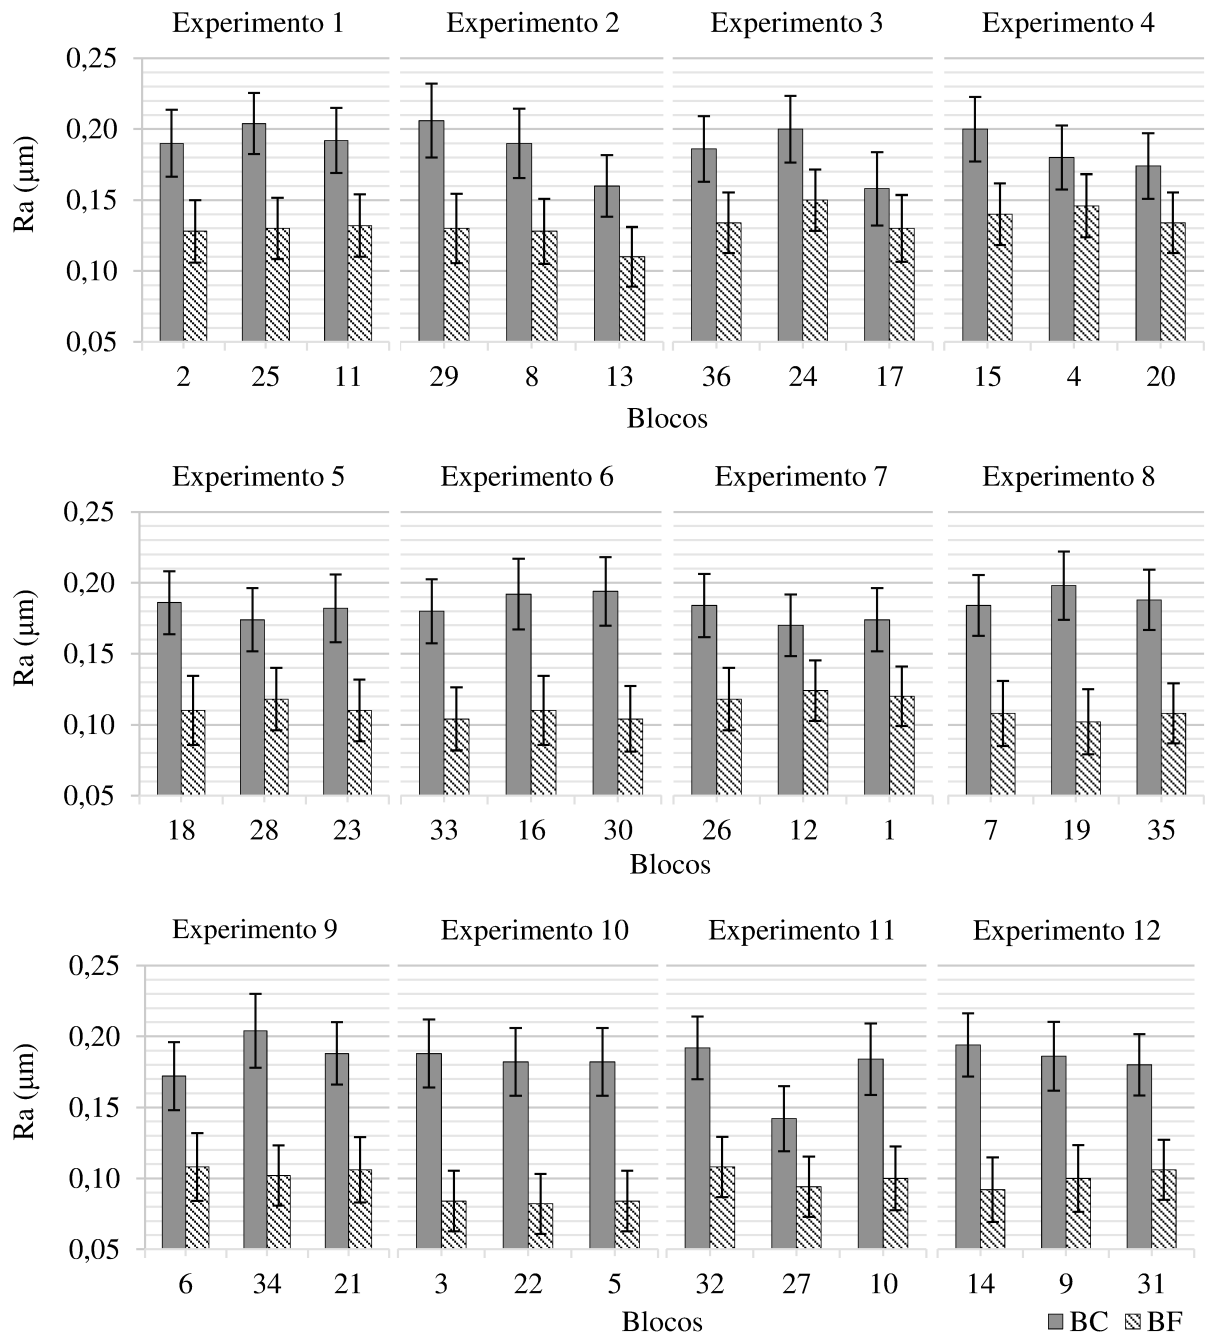 Experimento 1 Experimento 2 Experimento 3 Experimento 4
0,25
0,20
0,15
0,10
0,05
Ra (µm)
2 25 11 29 8 13 36 24 17 15 4 20
Blocos
Experimento 5 Experimento 6 Experimento 7 Experimento 8
0,25
0,20
0,15
0,10
0,05
Ra (µm)
18 28 23 33 16 30 26 12 1 7 19 35
Blocos
Experimento 9 Experimento 10 Experimento 11 Experimento 12
0,25
0,20
0,15
0,10
0,05
Ra (µm)
6 34 21 3 22 5 32 27 10 14 9 31
Blocos
BC BF